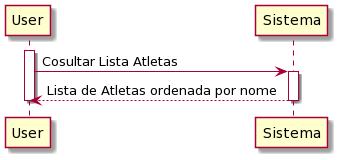 User Sistema
Cosultar Lista Atletas
Lista de Atletas ordenada por nome
User Sistema